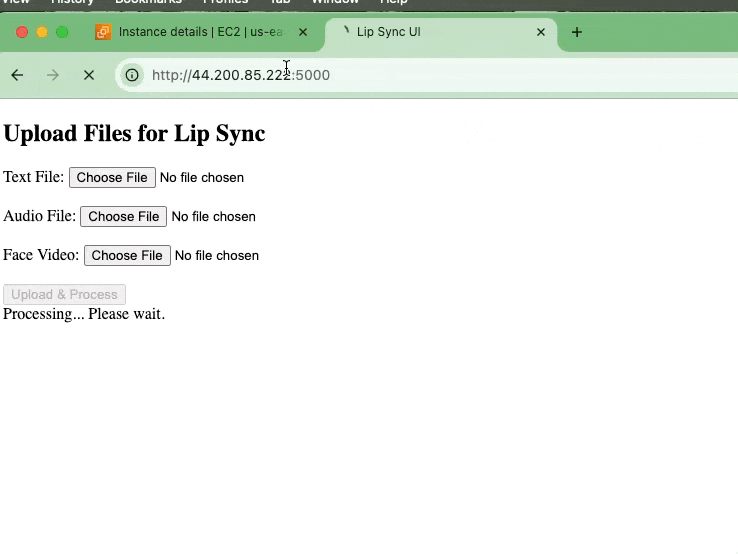 View History Bookmarks Profiles Tab Window Help
Instance details | EC2 | us-ea
Lip Sync UI
http://44.200.85.222:5000
Upload Files for Lip Sync
Text File: Choose File No file chosen
Audio File: Choose File No file chosen
Face Video: Choose File No file chosen
Upload & Process
Processing... Please wait.